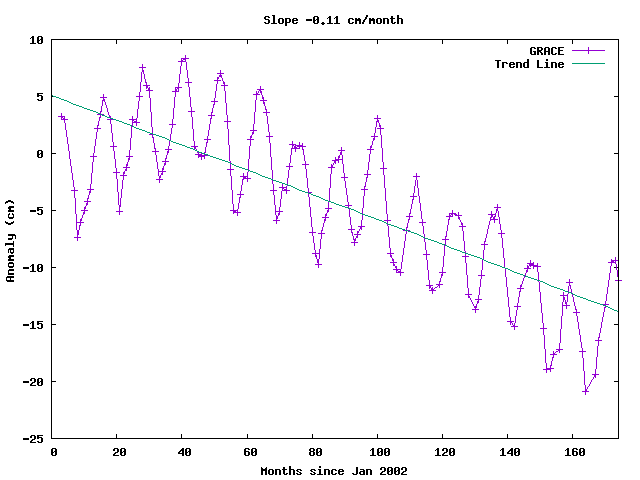 Slope -0.11 cm/month
GRACE
Trend Line
10
5
0
-5
-10
-15
-20
-25
Anomaly (cm)
0 20 40 60 80 100 120 140 160
Months since Jan 2002